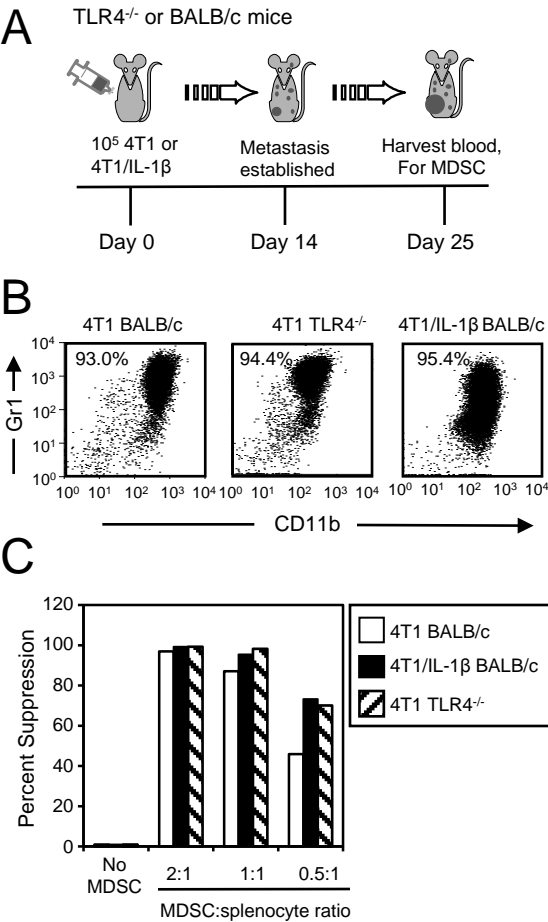 A
TLR4-/- or BALB/c mice
10⁵ 4T1 or
4T1/IL-1β
Metastasis
established
Harvest blood,
For MDSC
Day 0
Day 14
Day 25
B
4T1 BALB/c
4T1 TLR4-/-
4T1/IL-1β BALB/c
93.0%
94.4%
95.4%
10⁴
10³
10²
10¹
10⁰
Gr1
10⁰ 10¹ 10² 10³ 10⁴
10⁰ 10¹ 10² 10³ 10⁴
10⁰ 10¹ 10² 10³ 10⁴
CD11b
C
Percent Suppression
120
100
80
60
40
20
0
No
MDSC
2:1
1:1
0.5:1
MDSC:splenocyte ratio
4T1 BALB/c
4T1/IL-1β BALB/c
4T1 TLR4-/-